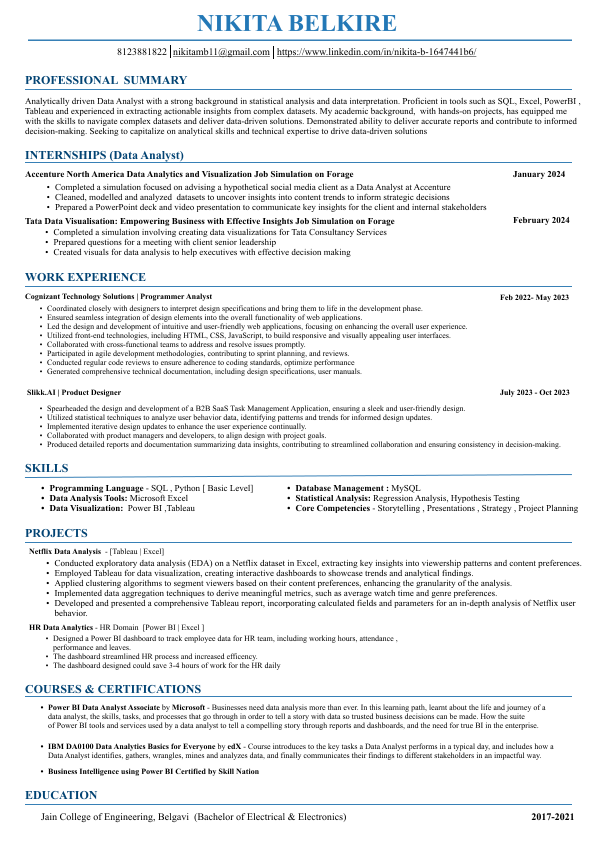 NIKITA BELKIRE
8123881822 | nikitamb11@gmail.com | https://www.linkedin.com/in/nikita-b-1647441b6/
PROFESSIONAL SUMMARY
Analytically driven Data Analyst with a strong background in statistical analysis and data interpretation. Proficient in tools such as SQL, Excel, PowerBI ,
Tableau and experienced in extracting actionable insights from complex datasets. My academic background, with hands-on projects, has equipped me
with the skills to navigate complex datasets and deliver data-driven solutions. Demonstrated ability to deliver accurate reports and contribute to informed
decision-making. Seeking to capitalize on analytical skills and technical expertise to drive data-driven solutions
INTERNSHIPS (Data Analyst)
Accenture North America Data Analytics and Visualization Job Simulation on Forage January 2024
• Completed a simulation focused on advising a hypothetical social media client as a Data Analyst at Accenture
• Cleaned, modelled and analyzed datasets to uncover insights into content trends to inform strategic decisions
• Prepared a PowerPoint deck and video presentation to communicate key insights for the client and internal stakeholders
Tata Data Visualisation: Empowering Business with Effective Insights Job Simulation on Forage February 2024
• Completed a simulation involving creating data visualizations for Tata Consultancy Services
• Prepared questions for a meeting with client senior leadership
• Created visuals for data analysis to help executives with effective decision making
WORK EXPERIENCE
Cognizant Technology Solutions | Programmer Analyst Feb 2022- May 2023
• Coordinated closely with designers to interpret design specifications and bring them to life in the development phase.
• Ensured seamless integration of design elements into the overall functionality of web applications.
• Led the design and development of intuitive and user-friendly web applications, focusing on enhancing the overall user experience.
• Utilized front-end technologies, including HTML, CSS, JavaScript, to build responsive and visually appealing user interfaces.
• Collaborated with cross-functional teams to address and resolve issues promptly.
• Participated in agile development methodologies, contributing to sprint planning, and reviews.
• Conducted regular code reviews to ensure adherence to coding standards, optimize performance
• Generated comprehensive technical documentation, including design specifications, user manuals.
Slikk.AI | Product Designer July 2023 - Oct 2023
• Spearheaded the design and development of a B2B SaaS Task Management Application, ensuring a sleek and user-friendly design.
• Utilized statistical techniques to analyze user behavior data, identifying patterns and trends for informed design updates.
• Implemented iterative design updates to enhance the user experience continually.
• Collaborated with product managers and developers, to align design with project goals.
• Produced detailed reports and documentation summarizing data insights, contributing to streamlined collaboration and ensuring consistency in decision-making.
SKILLS
• Programming Language - SQL , Python [ Basic Level]
• Data Analysis Tools: Microsoft Excel
• Data Visualization: Power BI ,Tableau
• Database Management : MySQL
• Statistical Analysis: Regression Analysis, Hypothesis Testing
• Core Competencies - Storytelling , Presentations , Strategy , Project Planning
PROJECTS
Netflix Data Analysis - [Tableau | Excel]
• Conducted exploratory data analysis (EDA) on a Netflix dataset in Excel, extracting key insights into viewership patterns and content preferences.
• Employed Tableau for data visualization, creating interactive dashboards to showcase trends and analytical findings.
• Applied clustering algorithms to segment viewers based on their content preferences, enhancing the granularity of the analysis.
• Implemented data aggregation techniques to derive meaningful metrics, such as average watch time and genre preferences.
• Developed and presented a comprehensive Tableau report, incorporating calculated fields and parameters for an in-depth analysis of Netflix user
behavior.
HR Data Analytics - HR Domain [Power BI | Excel ]
• Designed a Power BI dashboard to track employee data for HR team, including working hours, attendance ,
performance and leaves.
• The dashboard streamlined HR process and increased efficency.
• The dashboard designed could save 3-4 hours of work for the HR daily
COURSES & CERTIFICATIONS
• Power BI Data Analyst Associate by Microsoft - Businesses need data analysis more than ever. In this learning path, learnt about the life and journey of a
data analyst, the skills, tasks, and processes that go through in order to tell a story with data so trusted business decisions can be made. How the suite
of Power BI tools and services used by a data analyst to tell a compelling story through reports and dashboards, and the need for true BI in the enterprise.
• IBM DA0100 Data Analytics Basics for Everyone by edX - Course introduces to the key tasks a Data Analyst performs in a typical day, and includes how a
Data Analyst identifies, gathers, wrangles, mines and analyzes data, and finally communicates their findings to different stakeholders in an impactful way.
• Business Intelligence using Power BI Certified by Skill Nation
EDUCATION
Jain College of Engineering, Belgavi (Bachelor of Electrical & Electronics) 2017-2021